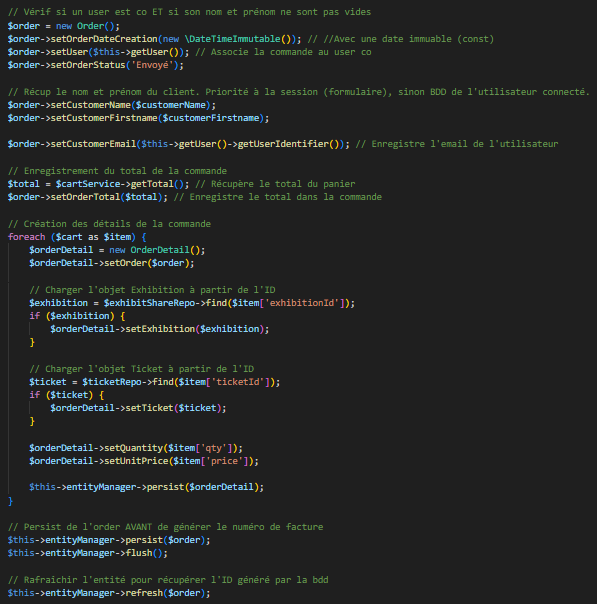 // Vérif si un user est co ET si son nom et prénom ne sont pas vides
$order = new Order();
$order->setOrderDateCreation(new \DateTimeImmutable()); // //Avec une date immuable (const)
$order->setUser($this->getUser()); // Associe la commande au user co
$order->setOrderStatus('Envoyé');

// Récup le nom et prénom du client. Priorité à la session (formulaire), sinon BDD de l'utilisateur connecté.
$order->setCustomerName($customerName);
$order->setCustomerFirstname($customerFirstname);

$order->setCustomerEmail($this->getUser()->getUserIdentifier()); // Enregistre l'email de l'utilisateur

// Enregistrement du total de la commande
$total = $cartService->getTotal(); // Récupère le total du panier
$order->setOrderTotal($total); // Enregistre le total dans la commande

// Création des détails de la commande
foreach ($cart as $item) {
    $orderDetail = new OrderDetail();
    $orderDetail->setOrder($order);

    // Charger l'objet Exhibition à partir de l'ID
    $exhibition = $exhibitShareRepo->find($item['exhibitionId']);
    if ($exhibition) {
        $orderDetail->setExhibition($exhibition);
    }

    // Charger l'objet Ticket à partir de l'ID
    $ticket = $ticketRepo->find($item['ticketId']);
    if ($ticket) {
        $orderDetail->setTicket($ticket);
    }

    $orderDetail->setQuantity($item['qty']);
    $orderDetail->setUnitPrice($item['price']);

    $this->entityManager->persist($orderDetail);
}

// Persist de l'order AVANT de générer le numéro de facture
$this->entityManager->persist($order);
$this->entityManager->flush();

// Rafraichir l'entité pour récupérer l'ID généré par la bdd
$this->entityManager->refresh($order);